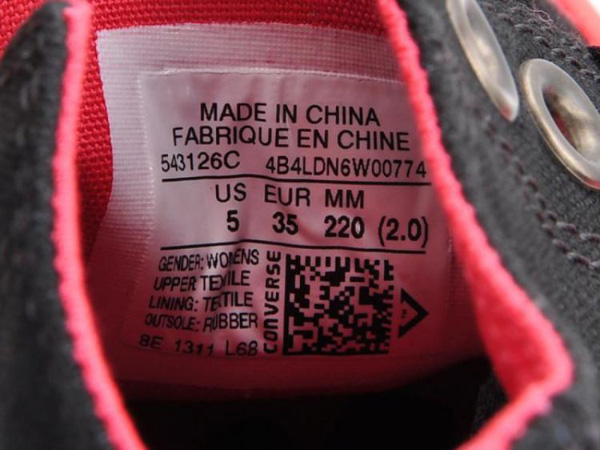 MADE IN CHINA
FABRIQUE EN CHINE
543126C 4B4LDN6W00774
US EUR MM
5 35 220 (2.0)
GENDER: WOMENS
UPPER TEXTILE
LINING: TEXTILE
OUTSOLE: RUBBER
8E 1311 L68
CONVERSE